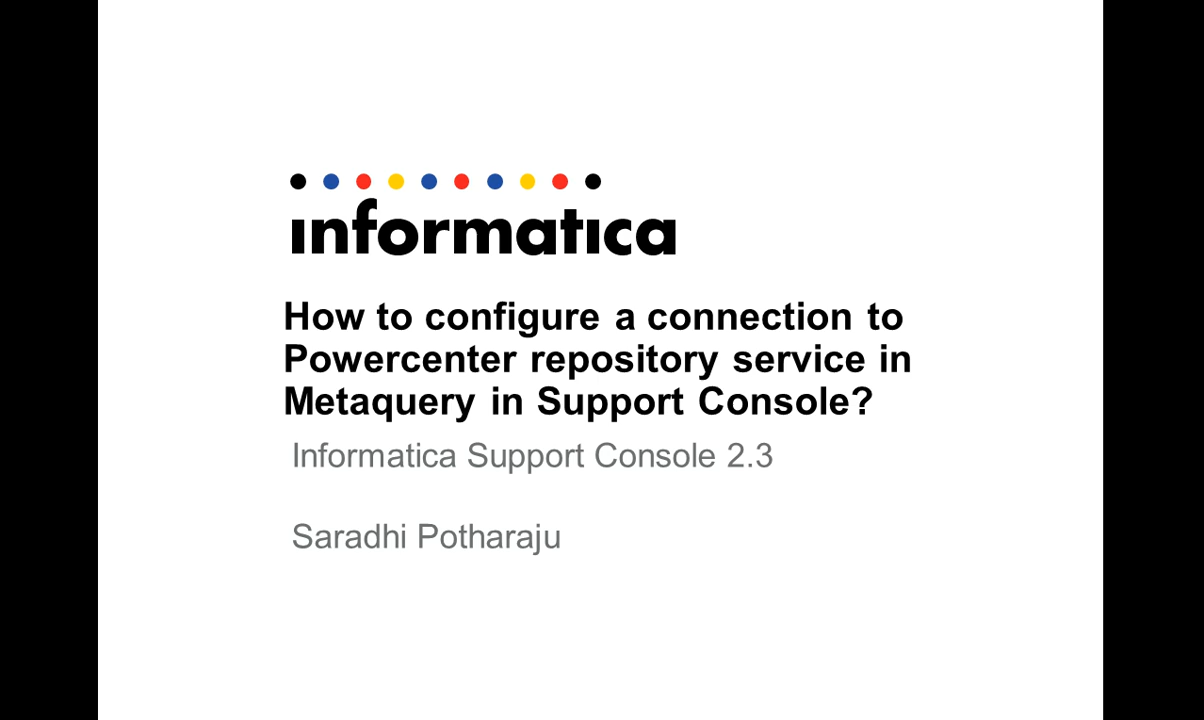 informatica
How to configure a connection to
Powercenter repository service in
Metaquery in Support Console?
Informatica Support Console 2.3
Saradhi Potharaju